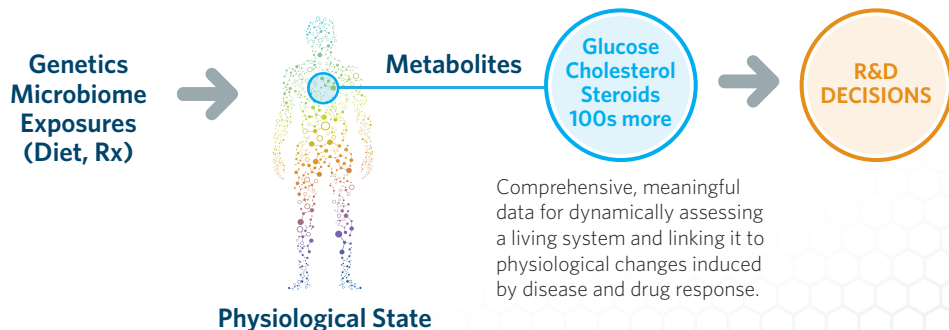 Genetics
Microbiome
Exposures
(Diet, Rx)
Metabolites
Glucose
Cholesterol
Steroids
100s more
R&D
DECISIONS
Comprehensive, meaningful
data for dynamically assessing
a living system and linking it to
physiological changes induced
by disease and drug response.
Physiological State